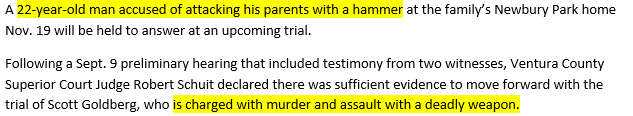 A 22-year-old man accused of attacking his parents with a hammer at the family’s Newbury Park home
Nov. 19 will be held to answer at an upcoming trial.
Following a Sept. 9 preliminary hearing that included testimony from two witnesses, Ventura County
Superior Court Judge Robert Schuit declared there was sufficient evidence to move forward with the
trial of Scott Goldberg, who is charged with murder and assault with a deadly weapon.